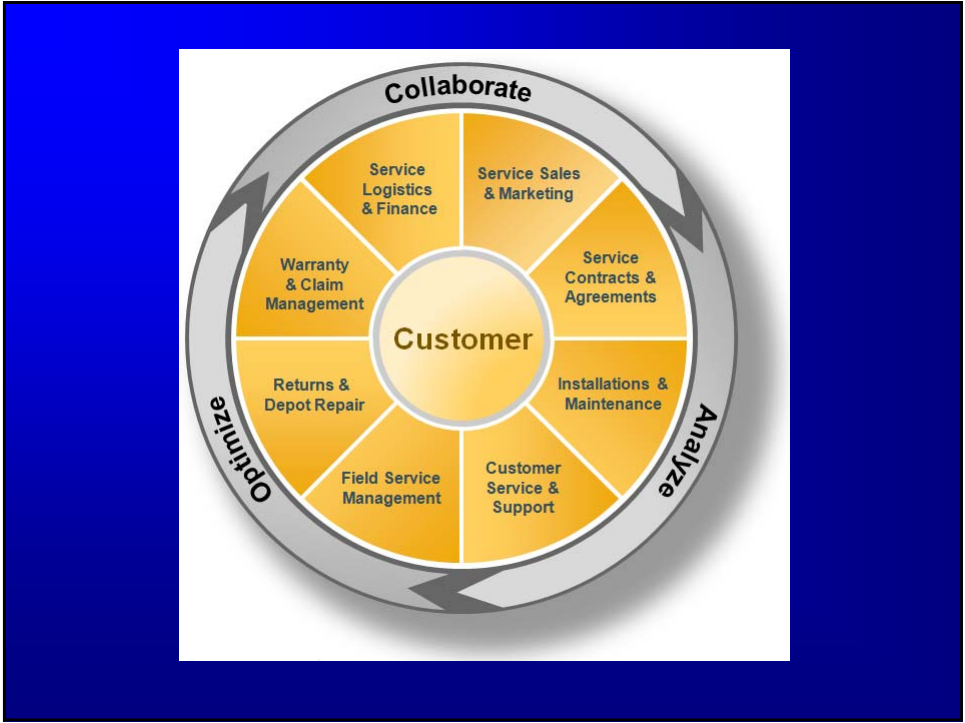 Collaborate
Service
Logistics
& Finance
Service Sales
& Marketing
Warranty
& Claim
Management
Service
Contracts &
Agreements
Customer
Returns &
Depot Repair
Installations &
Maintenance
Optimize
Analyze
Field Service
Management
Customer
Service &
Support